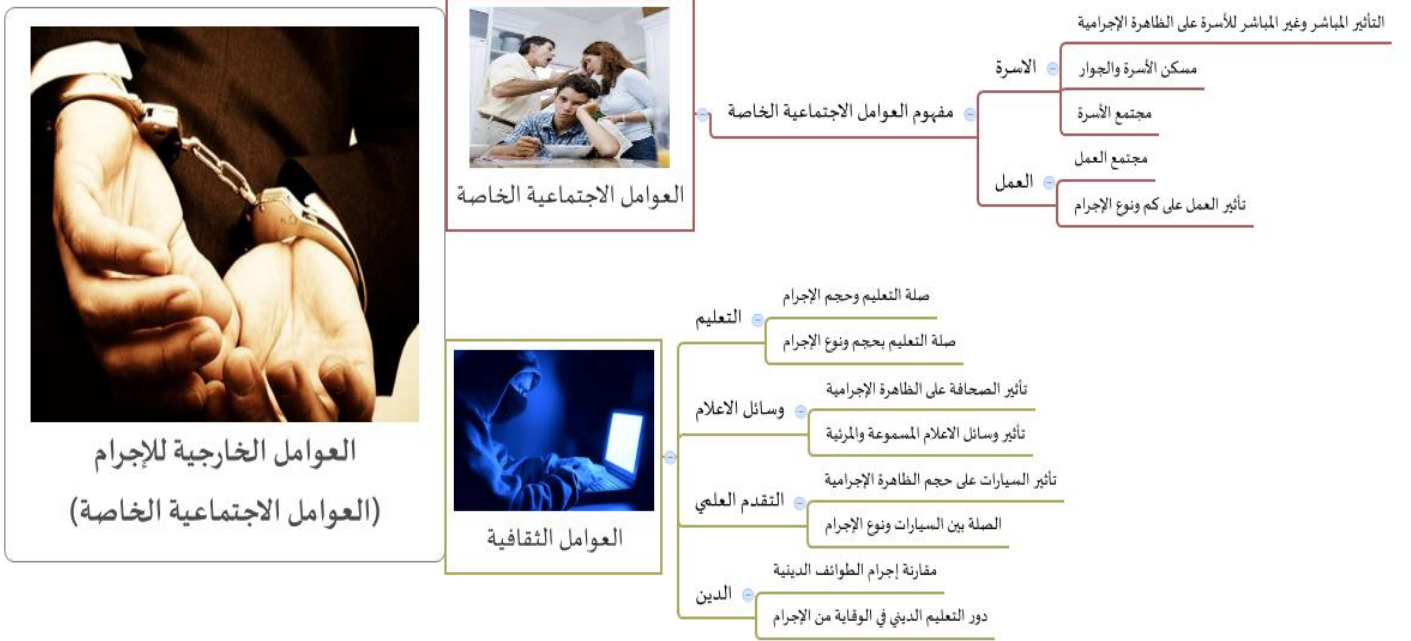 العوامل الخارجية للإجرام
(العوامل الاجتماعية الخاصة)
العوامل الاجتماعية الخاصة
مفهوم العوامل الاجتماعية الخاصة
الاسرة
التأثير المباشر وغير المباشر للأسرة على الظاهرة الإجرامية
مسكن الأسرة والجوار
مجتمع الأسرة
العمل
مجتمع العمل
تأثير العمل على كم ونوع الإجرام
العوامل الثقافية
التعليم
صلة التعليم وحجم الإجرام
صلة التعليم بحجم ونوع الإجرام
وسائل الاعلام
تأثير الصحافة على الظاهرة الإجرامية
تأثير وسائل الاعلام المسموعة والمرئية
التقدم العلمي
تأثير السيارات على حجم الظاهرة الإجرامية
الصلة بين السيارات ونوع الإجرام
الدين
مقارنة إجرام الطوائف الدينية
دور التعليم الديني في الوقاية من الإجرام